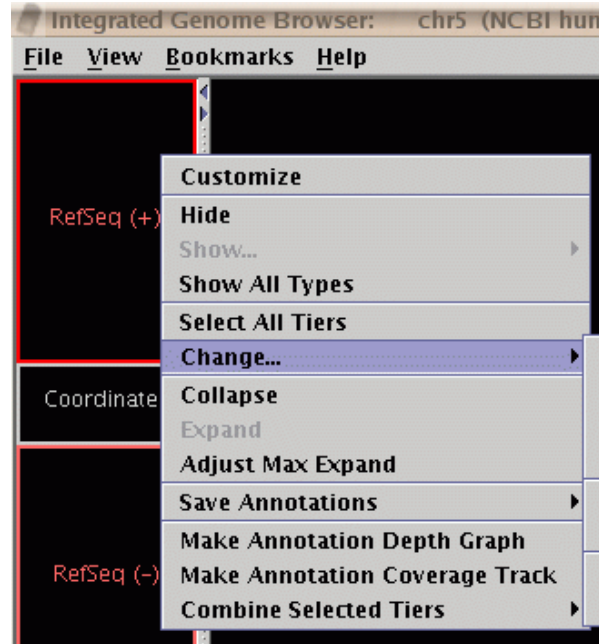 Integrated Genome Browser: chr5 (NCBI hum
File View Bookmarks Help
RefSeq (+)
Customize
Hide
Show...
Show All Types
Select All Tiers
Change...
Coordinate
Collapse
Expand
Adjust Max Expand
Save Annotations
RefSeq (-)
Make Annotation Depth Graph
Make Annotation Coverage Track
Combine Selected Tiers